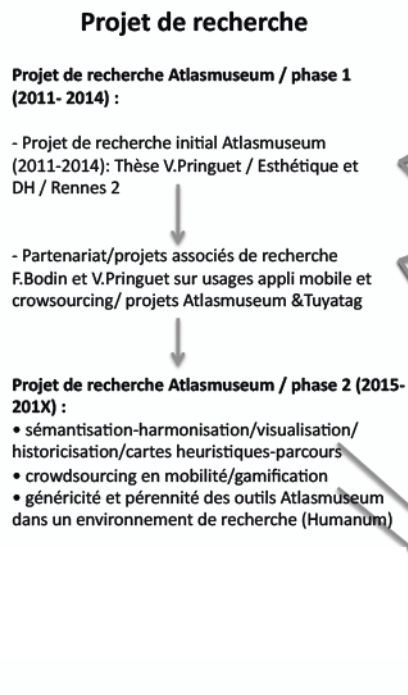 Projet de recherche
Projet de recherche Atlasmuseum / phase 1
(2011- 2014) :
- Projet de recherche initial Atlasmuseum
(2011-2014): Thèse V.Pringuet / Esthétique et
DH / Rennes 2
- Partenariat/projets associés de recherche
F.Bodin et V.Pringuet sur usages appli mobile et
crowsourcing/ projets Atlasmuseum &Tuyatag
Projet de recherche Atlasmuseum / phase 2 (2015-
201X) :
• sémantisation-harmonisation/visualisation/
historicisation/cartes heuristiques-parcours
• crowdsourcing en mobilité/gamification
• généricité et pérennité des outils Atlasmuseum
dans un environnement de recherche (Humanum)